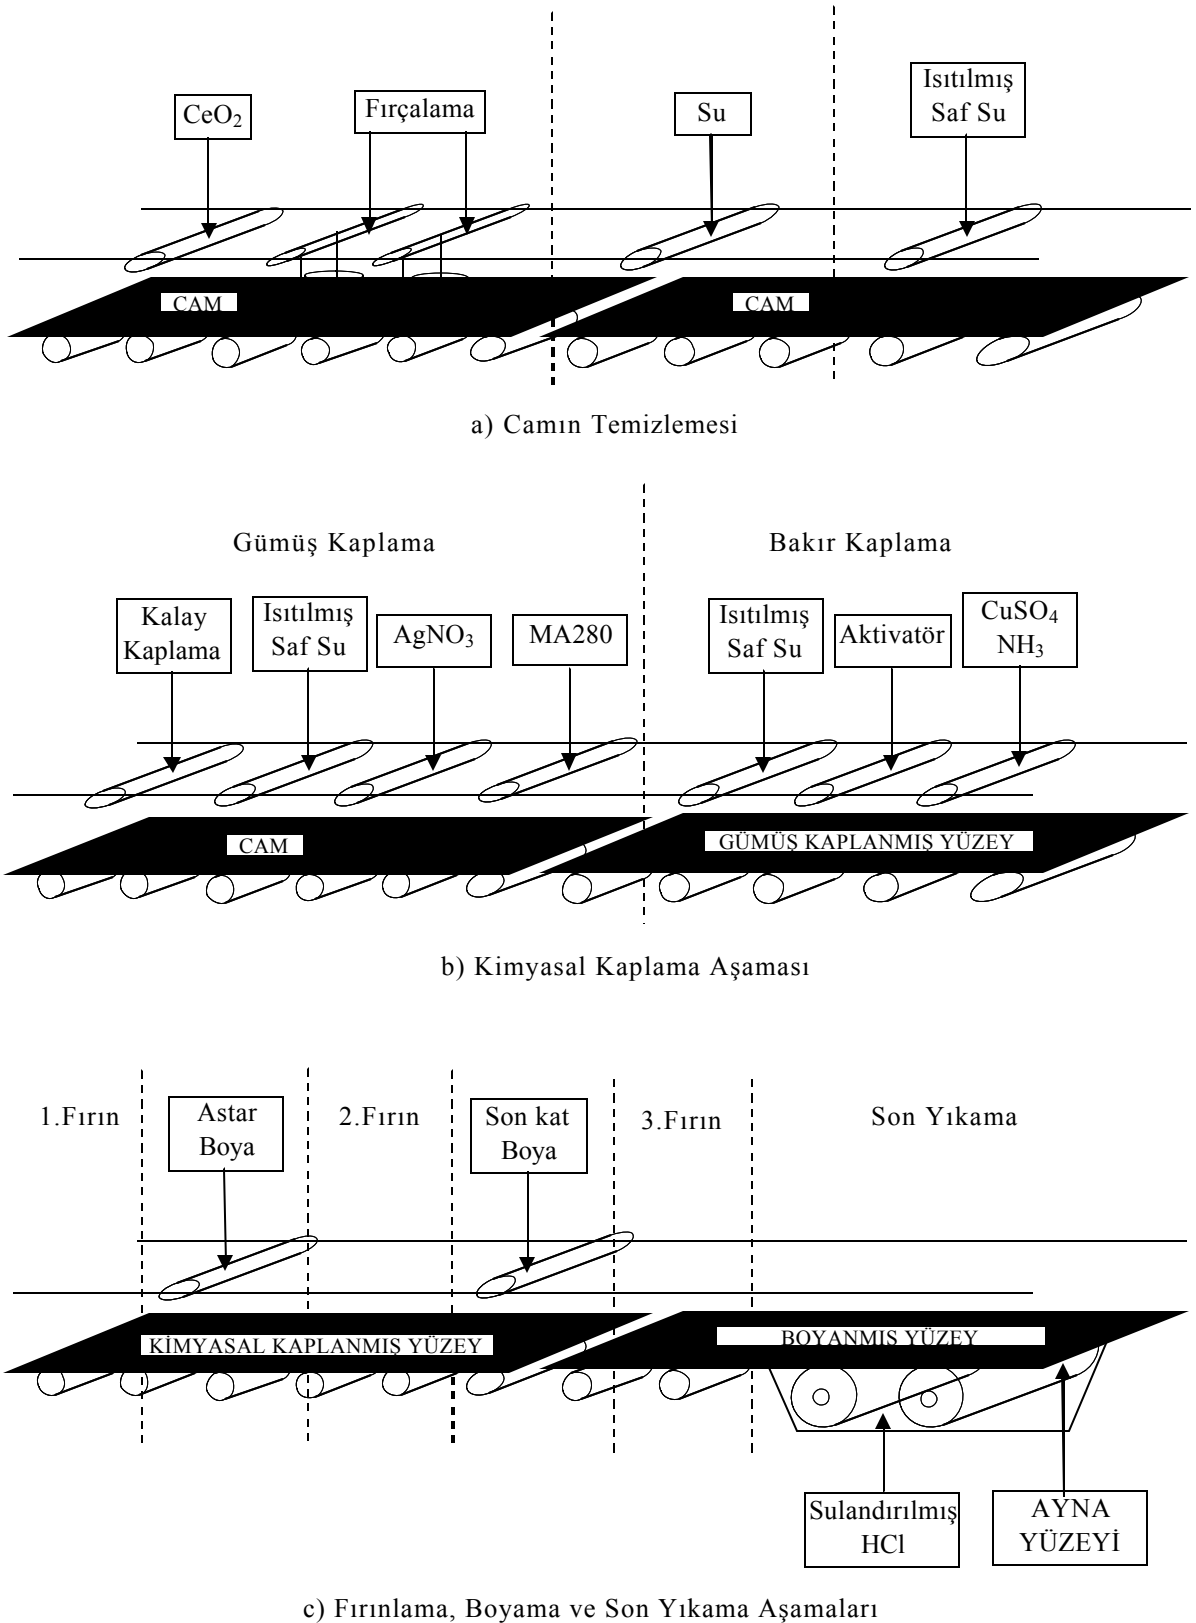 CeO₂
Fırçalama
Su
Isıtılmış
Saf Su
CAM
CAM
a) Camın Temizlemesi
Gümüş Kaplama
Bakır Kaplama
Kalay
Kaplama
Isıtılmış
Saf Su
AgNO₃
MA280
Isıtılmış
Saf Su
Aktivatör
CuSO₄
NH₃
CAM
GÜMÜŞ KAPLANMIŞ YÜZEY
b) Kimyasal Kaplama Aşaması
1.Fırın
Astar
Boya
2.Fırın
Son kat
Boya
3.Fırın
Son Yıkama
KİMYASAL KAPLANMIŞ YÜZEY
BOYANMIŞ YÜZEY
Sulandırılmış
HCl
AYNA
YÜZEYİ
c) Fırınlama, Boyama ve Son Yıkama Aşamaları